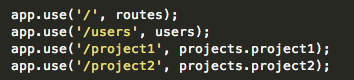 app.use('/', routes);
app.use('/users', users);
app.use('/project1', projects.project1);
app.use('/project2', projects.project2);